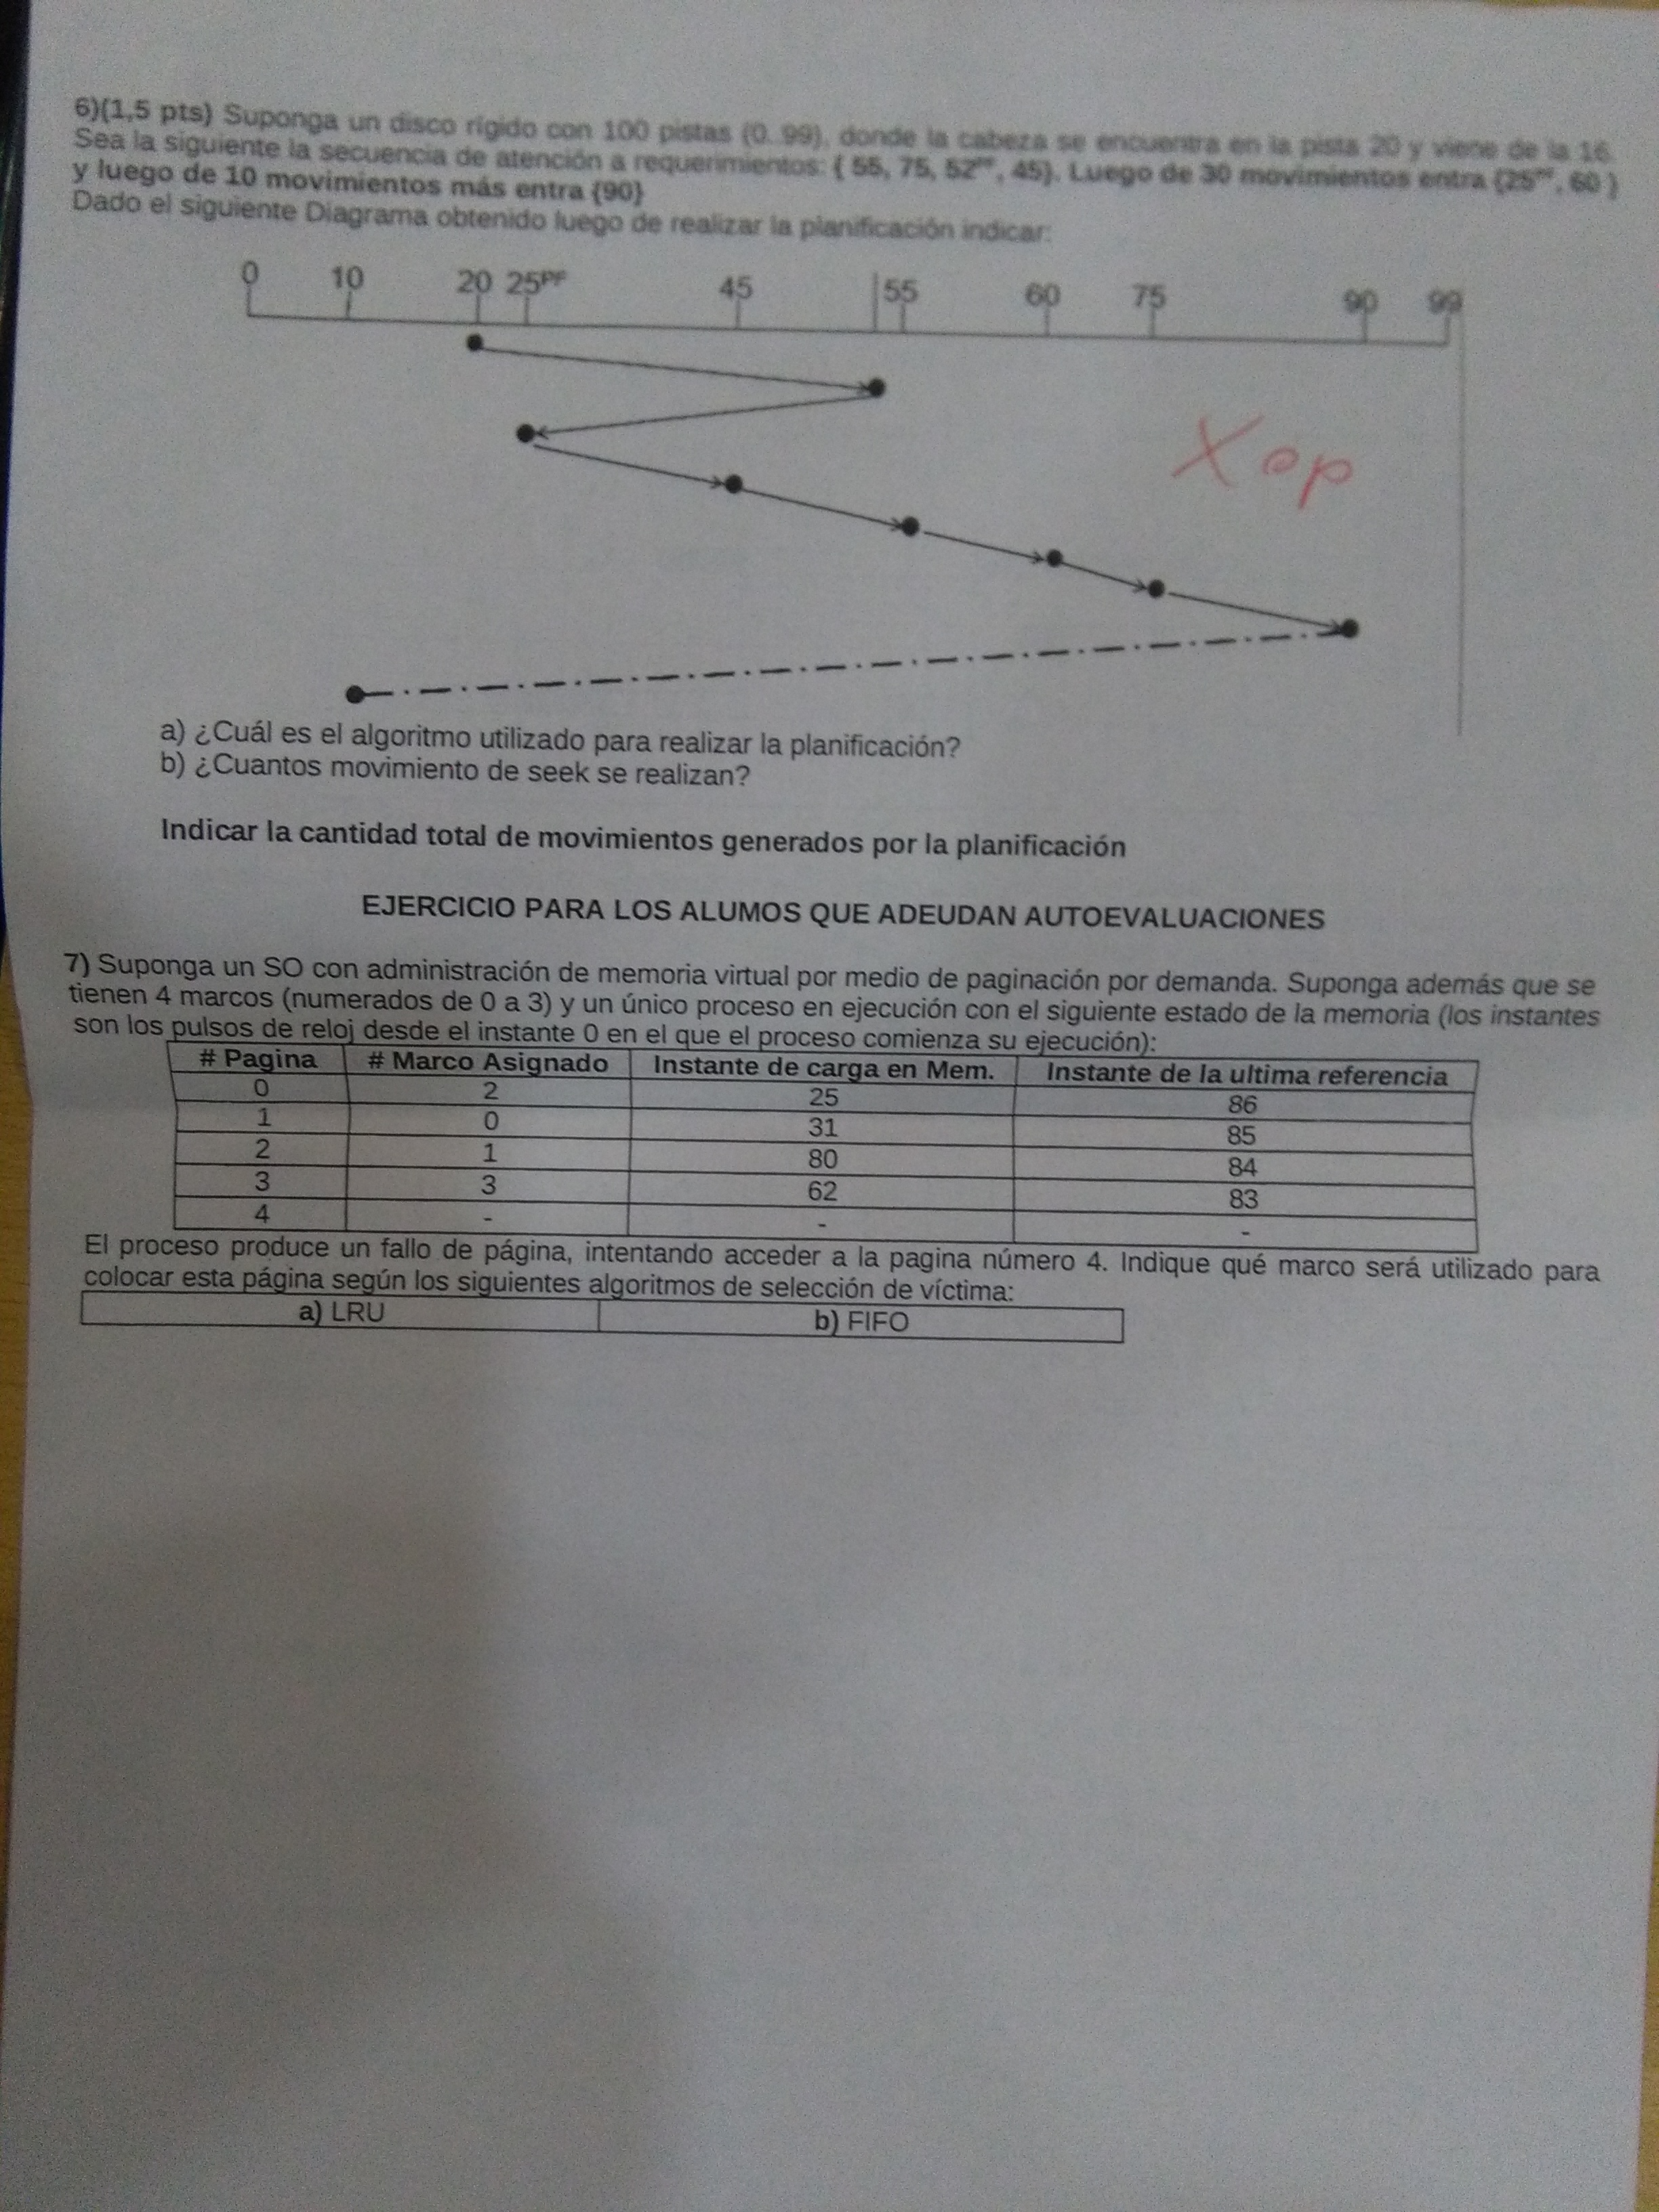 6)(1,5 pts) Suponga un disco rígido con 100 pistas (0..99), donde la cabeza se encuentra en la pista 20 y viene de la 16.
Sea la siguiente la secuencia de atención a requerimientos: { 55, 75, 52ᴾᶠ, 45}. Luego de 30 movimientos entra {25ᴾᶠ, 60 }
y luego de 10 movimientos más entra {90}
Dado el siguiente Diagrama obtenido luego de realizar la planificación indicar:
0 10 20 25ᴾᶠ 45 55 60 75 90 99
X op
a) ¿Cuál es el algoritmo utilizado para realizar la planificación?
b) ¿Cuantos movimiento de seek se realizan?
Indicar la cantidad total de movimientos generados por la planificación
EJERCICIO PARA LOS ALUMOS QUE ADEUDAN AUTOEVALUACIONES
7) Suponga un SO con administración de memoria virtual por medio de paginación por demanda. Suponga además que se
tienen 4 marcos (numerados de 0 a 3) y un único proceso en ejecución con el siguiente estado de la memoria (los instantes
son los pulsos de reloj desde el instante 0 en el que el proceso comienza su ejecución):
# Pagina # Marco Asignado Instante de carga en Mem. Instante de la ultima referencia
0 2 25 86
1 0 31 85
2 1 80 84
3 3 62 83
4 - - -
El proceso produce un fallo de página, intentando acceder a la pagina número 4. Indique qué marco será utilizado para
colocar esta página según los siguientes algoritmos de selección de víctima:
a) LRU b) FIFO